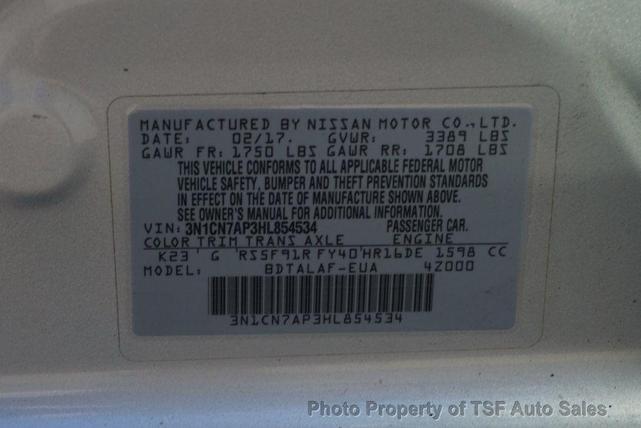 MANUFACTURED BY NISSAN MOTOR CO.,LTD.
DATE: 02/17. GVWR: 3389 LBS
GAWR FR: 1750 LBS GAWR RR: 1708 LBS
THIS VEHICLE CONFORMS TO ALL APPLICABLE FEDERAL MOTOR
VEHICLE SAFETY, BUMPER AND THEFT PREVENTION STANDARDS
IN EFFECT ON THE DATE OF MANUFACTURE SHOWN ABOVE.
SEE OWNER'S MANUAL FOR ADDITIONAL INFORMATION.
VIN: 3N1CN7AP3HL854534 PASSENGER CAR.
COLOR TRIM TRANS AXLE ENGINE
K23 G RS5F91R FY40 HR16DE 1598 CC
MODEL: BDTALAF-EUA 4Z000
3N1CN7AP3HL854534
Photo Property of TSF Auto Sales